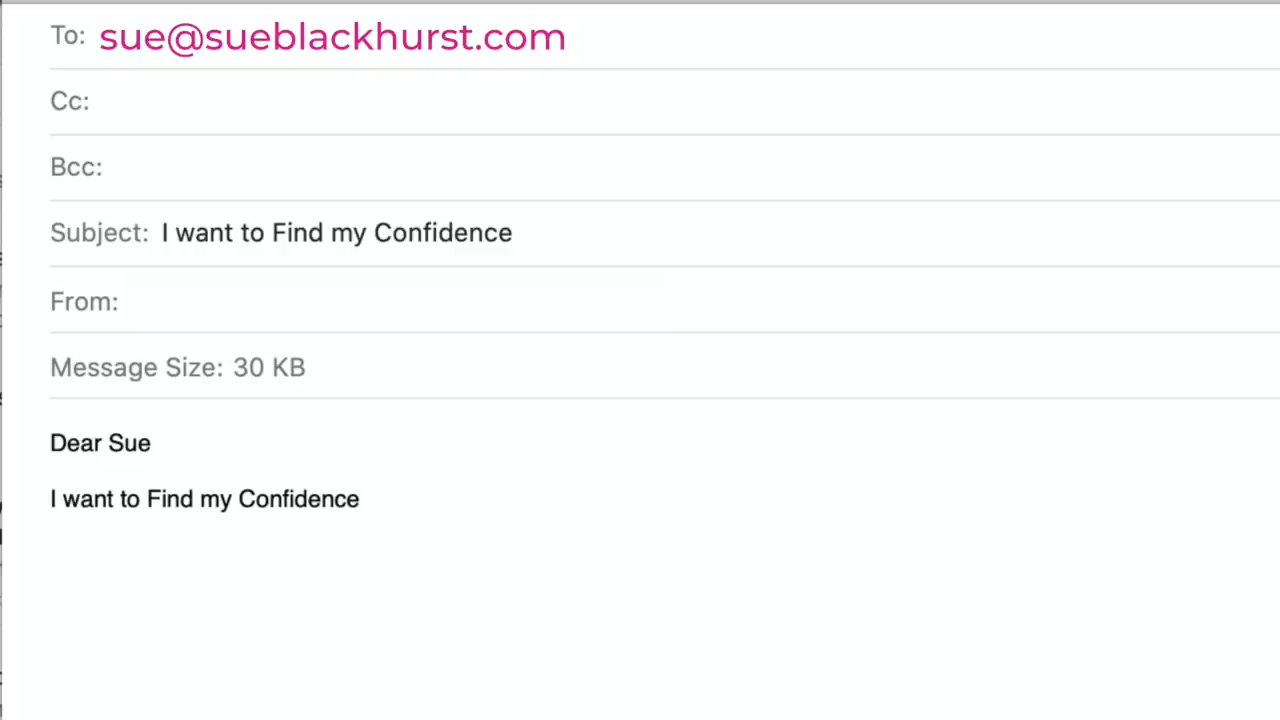 To: sue@sueblackhurst.com
Cc:
Bcc:
Subject: I want to Find my Confidence
From:
Message Size: 30 KB
Dear Sue
I want to Find my Confidence